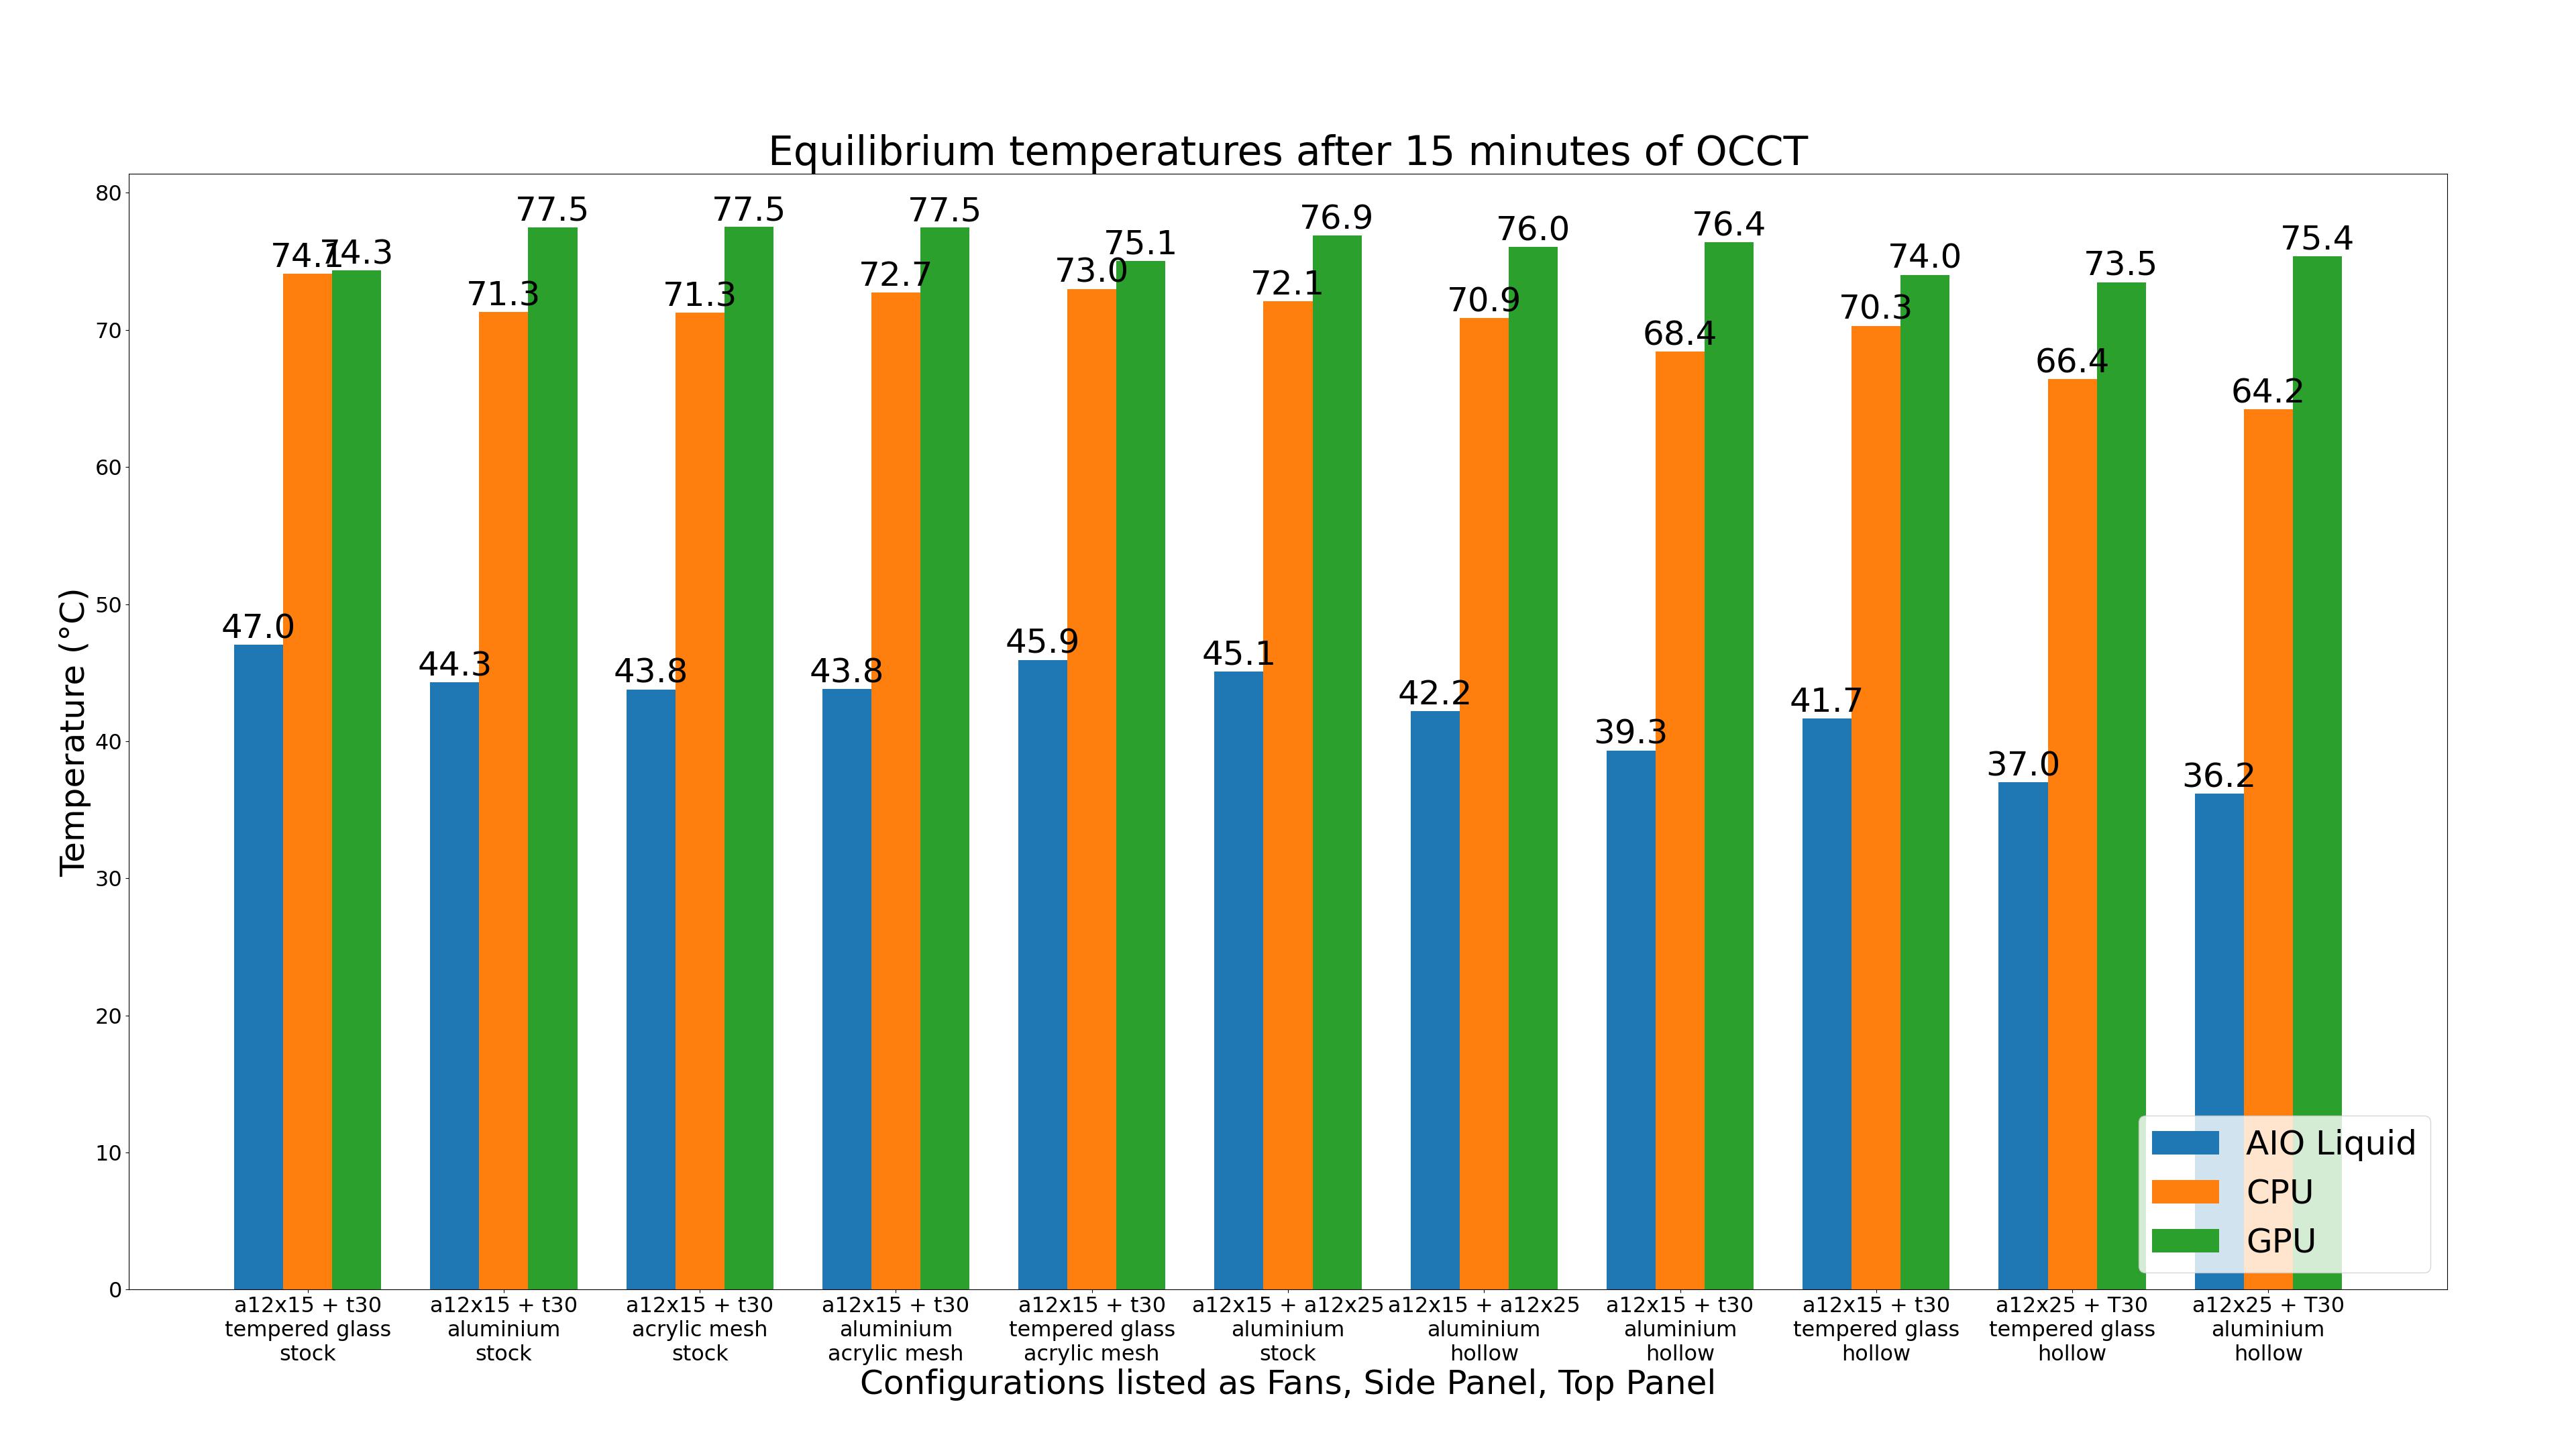 Equilibrium temperatures after 15 minutes of OCCT
Temperature (°C)
80
70
60
50
40
30
20
10
0
47.0 74.1 74.3
44.3 71.3 77.5
43.8 71.3 77.5
43.8 72.7 77.5
45.9 73.0 75.1
45.1 72.1 76.9
42.2 70.9 76.0
39.3 68.4 76.4
41.7 70.3 74.0
37.0 66.4 73.5
36.2 64.2 75.4
AIO Liquid
CPU
GPU
a12x15 + t30
tempered glass
stock
a12x15 + t30
aluminium
stock
a12x15 + t30
acrylic mesh
stock
a12x15 + t30
aluminium
acrylic mesh
a12x15 + t30
tempered glass
acrylic mesh
a12x15 + a12x25
aluminium
stock
a12x15 + a12x25
aluminium
hollow
a12x15 + t30
aluminium
hollow
a12x15 + t30
tempered glass
hollow
a12x25 + T30
tempered glass
hollow
a12x25 + T30
aluminium
hollow
Configurations listed as Fans, Side Panel, Top Panel